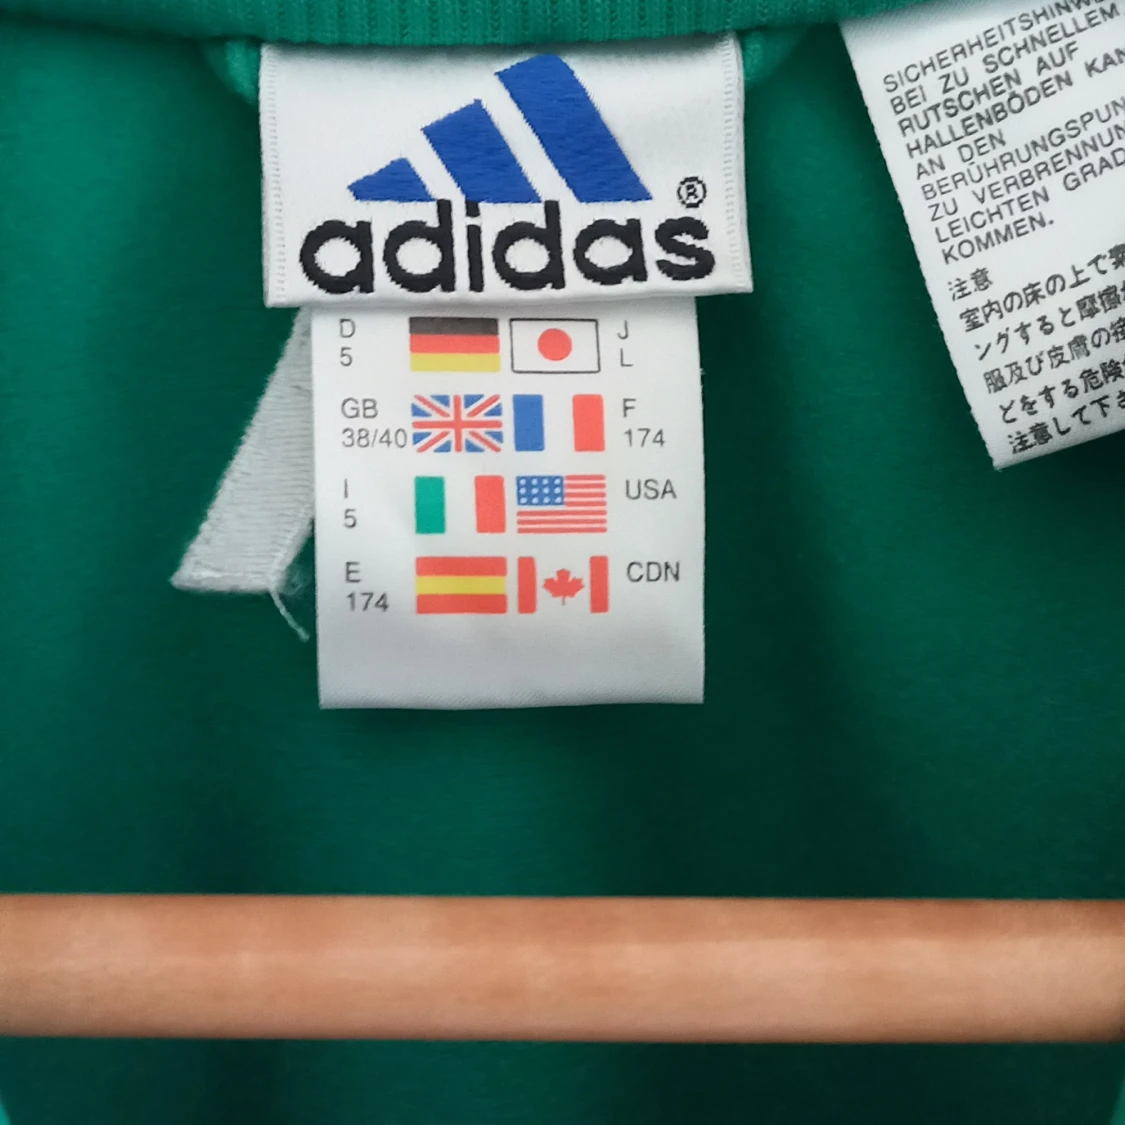 adidas®
D
5
J
L
GB
38/40
F
174
I
5
USA
E
174
CDN
SICHERHEITSHINWE
BEI ZU SCHNELLEM
RUTSCHEN AUF
HALLENBÖDEN KAN
AN DEN
BERÜHRUNGSPUN
ZU VERBRENNUN
LEICHTEN GRAD
KOMMEN.
注意
室内の床の上で
ングすると摩擦
服及び皮膚の
どをする危険
注意して下さ